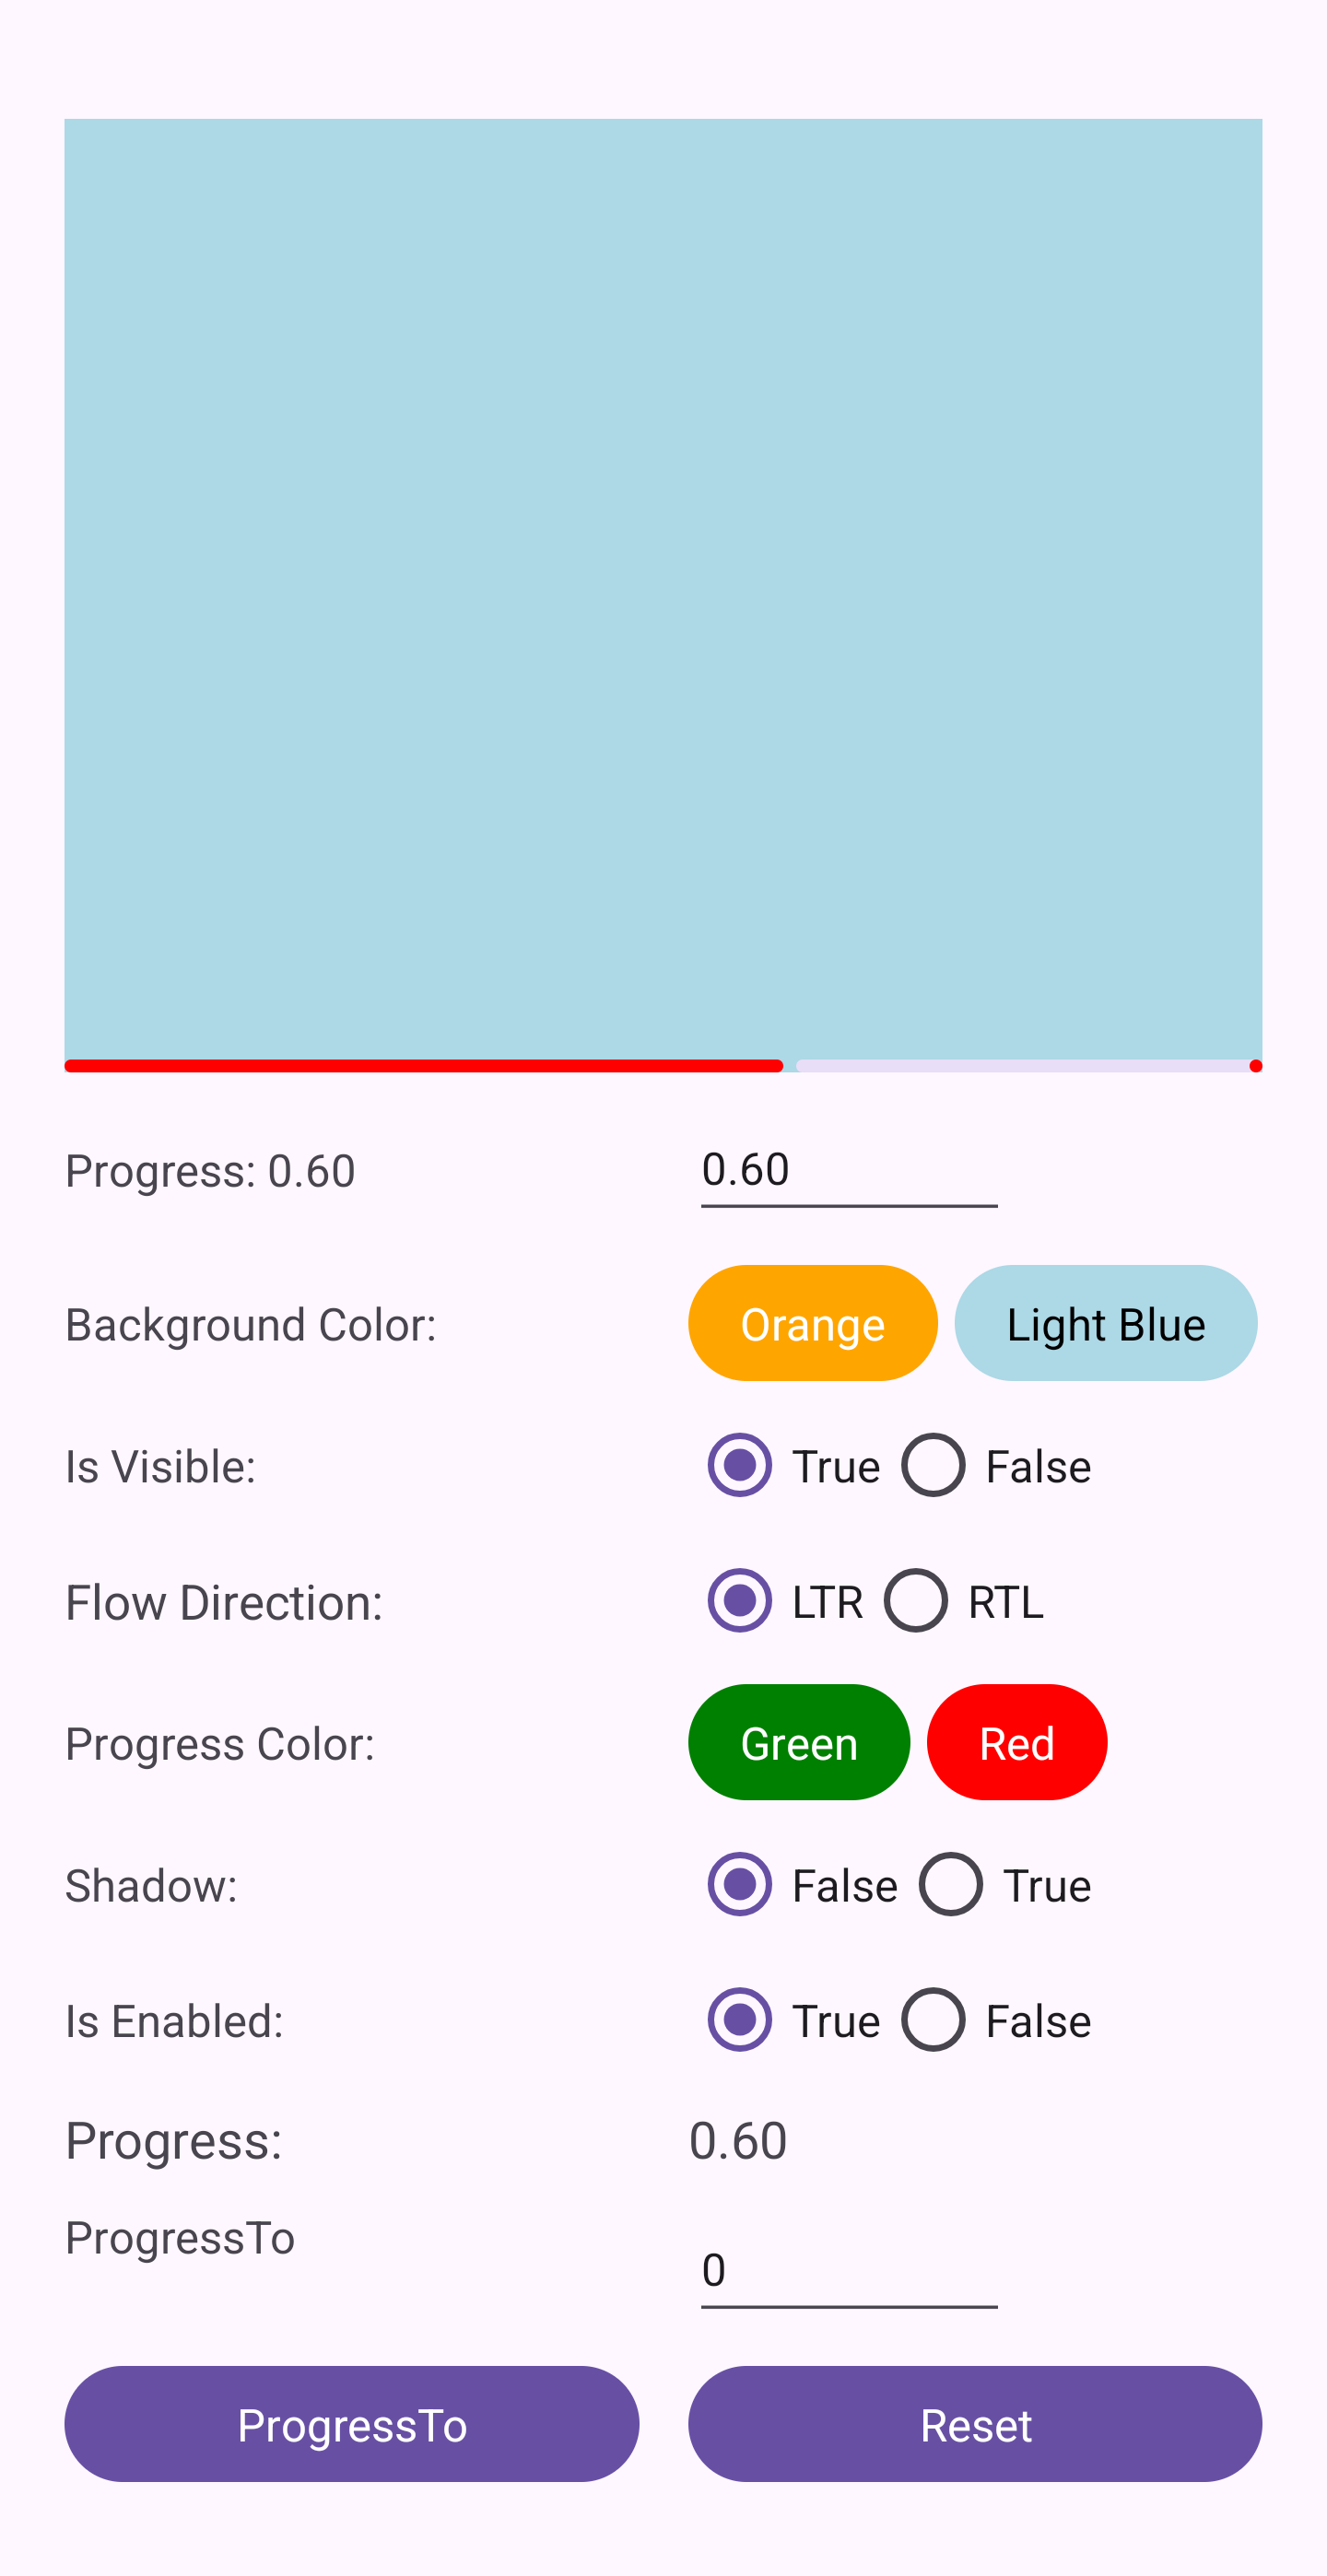 Progress: 0.60 0.60
Background Color: Orange Light Blue
Is Visible: True False
Flow Direction: LTR RTL
Progress Color: Green Red
Shadow: False True
Is Enabled: True False
Progress: 0.60
ProgressTo
0
ProgressTo Reset